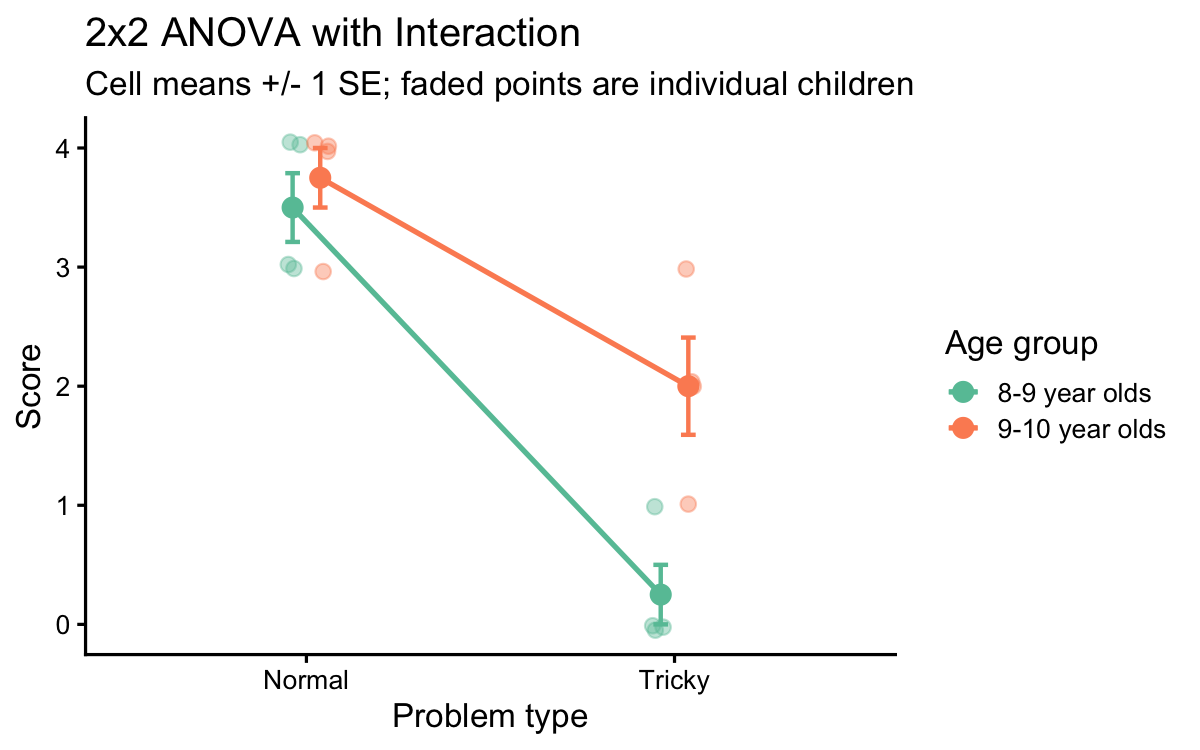 2x2 ANOVA with Interaction
Cell means +/- 1 SE; faded points are individual children
4
3
2
1
0
Score
Normal
Tricky
Problem type
Age group
8-9 year olds
9-10 year olds